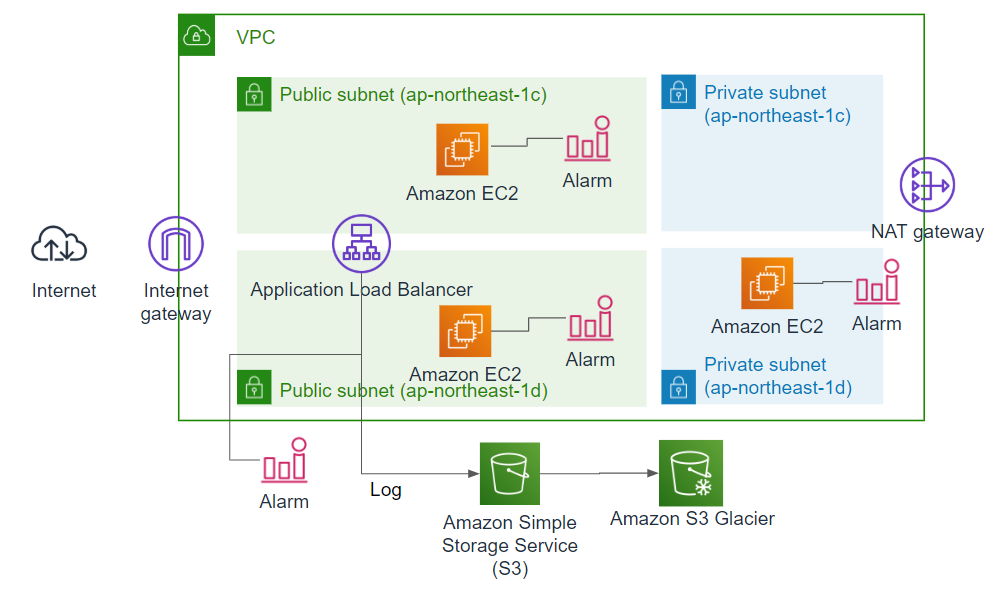 VPC
Public subnet (ap-northeast-1c)
Private subnet
(ap-northeast-1c)
Amazon EC2
Alarm
NAT gateway
Internet
Internet
gateway
Application Load Balancer
Amazon EC2
Alarm
Amazon EC2
Alarm
Public subnet (ap-northeast-1d)
Private subnet
(ap-northeast-1d)
Alarm
Log
Amazon Simple
Storage Service
(S3)
Amazon S3 Glacier